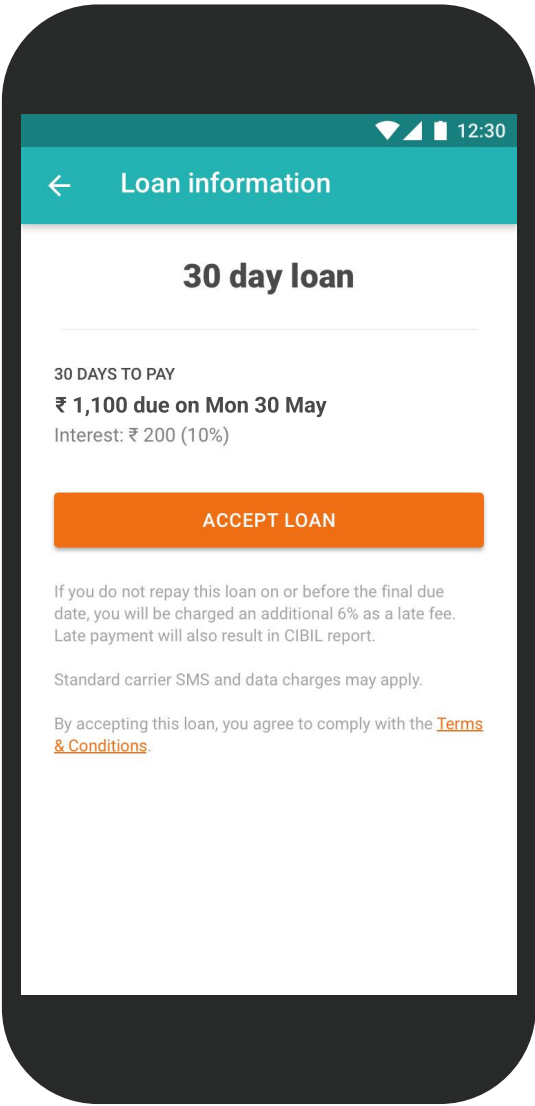 12:30
Loan information
30 day loan
30 DAYS TO PAY
₹ 1,100 due on Mon 30 May
Interest: ₹ 200 (10%)
ACCEPT LOAN
If you do not repay this loan on or before the final due
date, you will be charged an additional 6% as a late fee.
Late payment will also result in CIBIL report.
Standard carrier SMS and data charges may apply.
By accepting this loan, you agree to comply with the Terms
& Conditions.